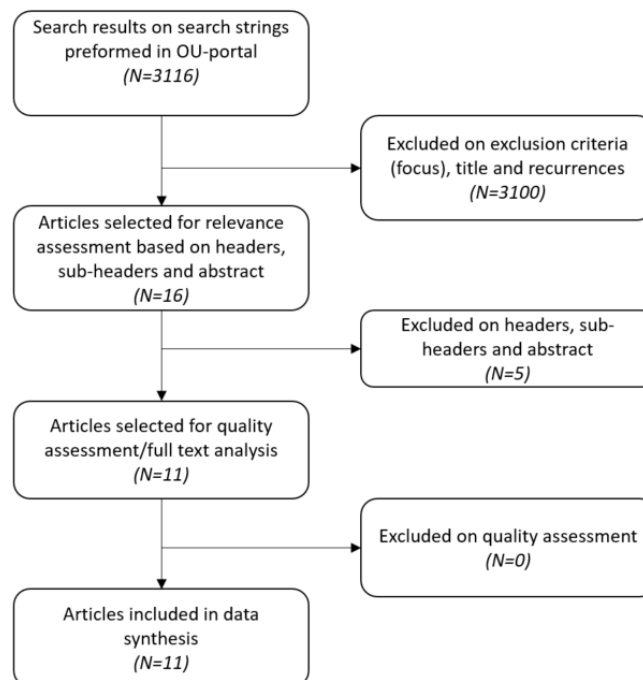 Search results on search strings
preformed in OU-portal
(N=3116)
Excluded on exclusion criteria
(focus), title and recurrences
(N=3100)
Articles selected for relevance
assessment based on headers,
sub-headers and abstract
(N=16)
Excluded on headers, sub-
headers and abstract
(N=5)
Articles selected for quality
assessment/full text analysis
(N=11)
Excluded on quality assessment
(N=0)
Articles included in data
synthesis
(N=11)